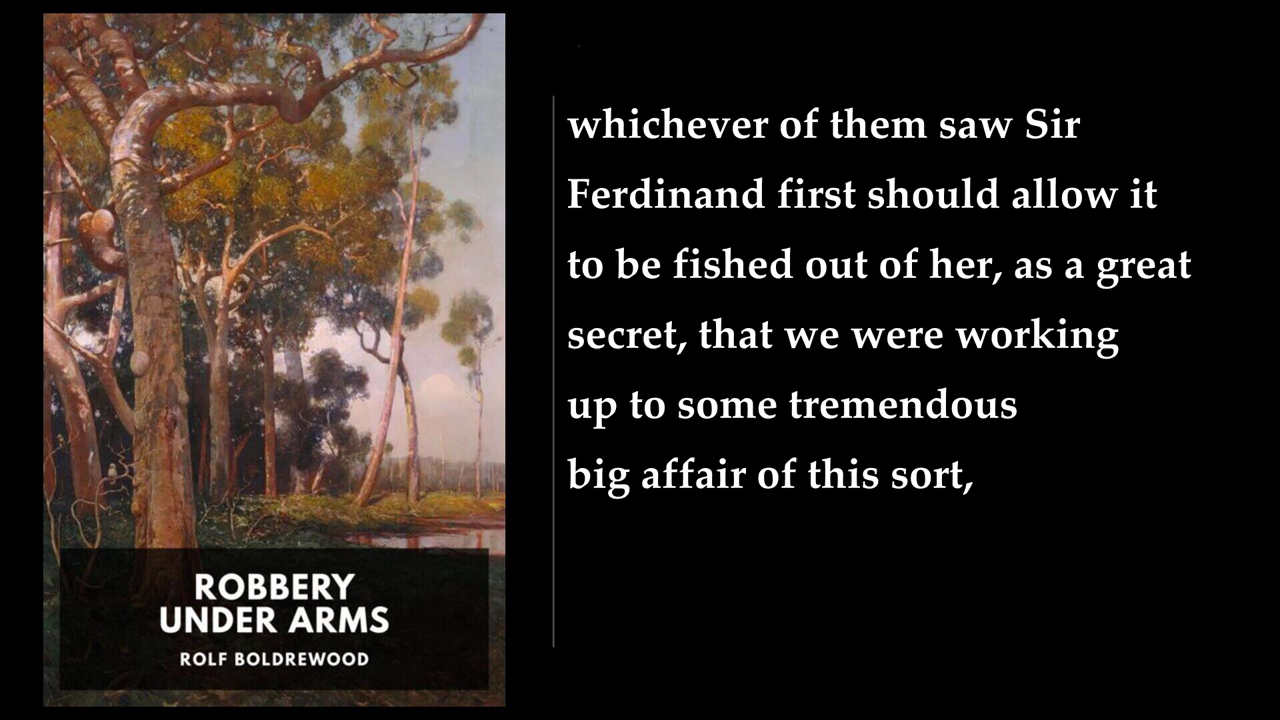 whichever of them saw Sir
Ferdinand first should allow it
to be fished out of her, as a great
secret, that we were working
up to some tremendous
big affair of this sort,
ROBBERY
UNDER ARMS
ROLF BOLDREWOOD